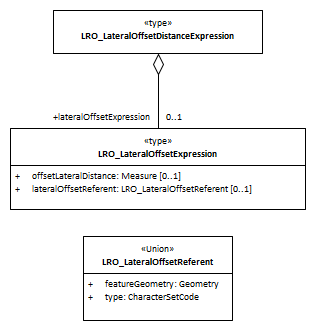 «type»
LRO_LateralOffsetDistanceExpression
+lateralOffsetExpression 0..1
«type»
LRO_LateralOffsetExpression
+ offsetLateralDistance: Measure [0..1]
+ lateralOffsetReferent: LRO_LateralOffsetReferent [0..1]
«Union»
LRO_LateralOffsetReferent
+ featureGeometry: Geometry
+ type: CharacterSetCode